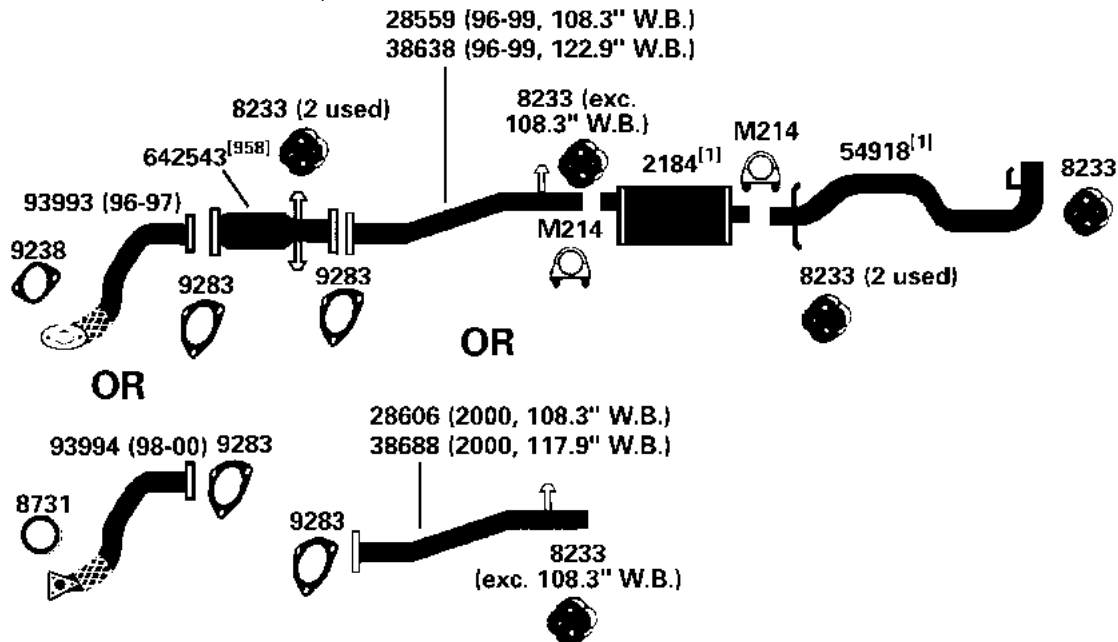 28559 (96-99, 108.3" W.B.)
38638 (96-99, 122.9" W.B.)
8233 (2 used)
8233 (exc.
108.3" W.B.)
M214
642543[958]
2184[1]
54918[1]
8233
93993 (96-97)
M214
9238
9283
9283
8233 (2 used)
OR
OR
28606 (2000, 108.3" W.B.)
38688 (2000, 117.9" W.B.)
93994 (98-00)
9283
8731
9283
8233
(exc. 108.3" W.B.)